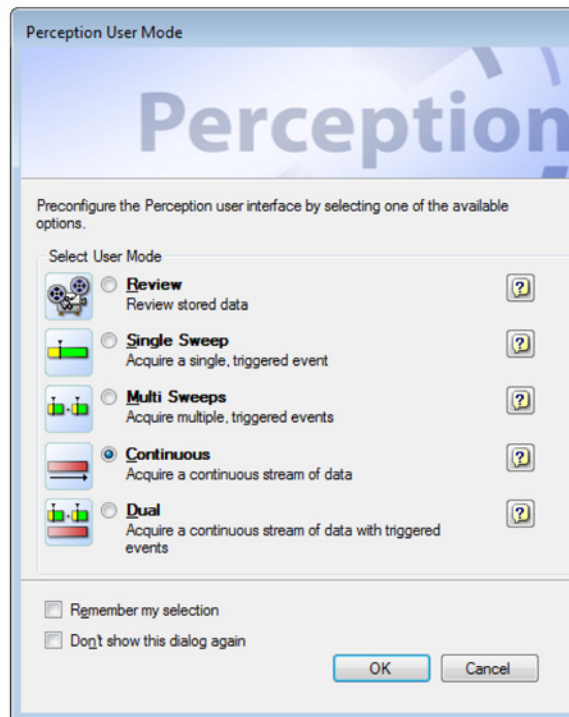 Perception User Mode
Perception
Preconfigure the Perception user interface by selecting one of the available
options.
Select User Mode
Review
Review stored data
Single Sweep
Acquire a single, triggered event
Multi Sweeps
Acquire multiple, triggered events
Continuous
Acquire a continuous stream of data
Dual
Acquire a continuous stream of data with triggered
events
Remember my selection
Don't show this dialog again
OK Cancel